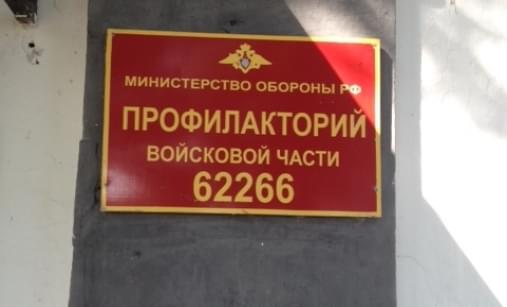 МИНИСТЕРСТВО ОБОРОНЫ РФ
ПРОФИЛАКТОРИЙ
ВОЙСКОВОЙ ЧАСТИ
62266